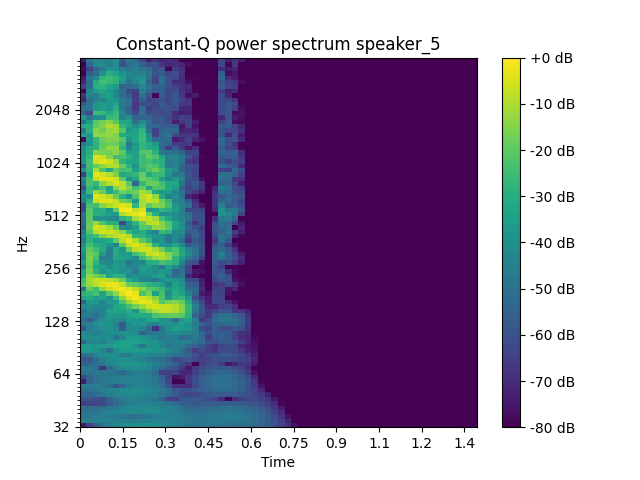 Constant-Q power spectrum speaker_5
Hz
2048
1024
512
256
128
64
32
0 0.15 0.3 0.45 0.6 0.75 0.9 1.1 1.2 1.4
Time
+0 dB
-10 dB
-20 dB
-30 dB
-40 dB
-50 dB
-60 dB
-70 dB
-80 dB